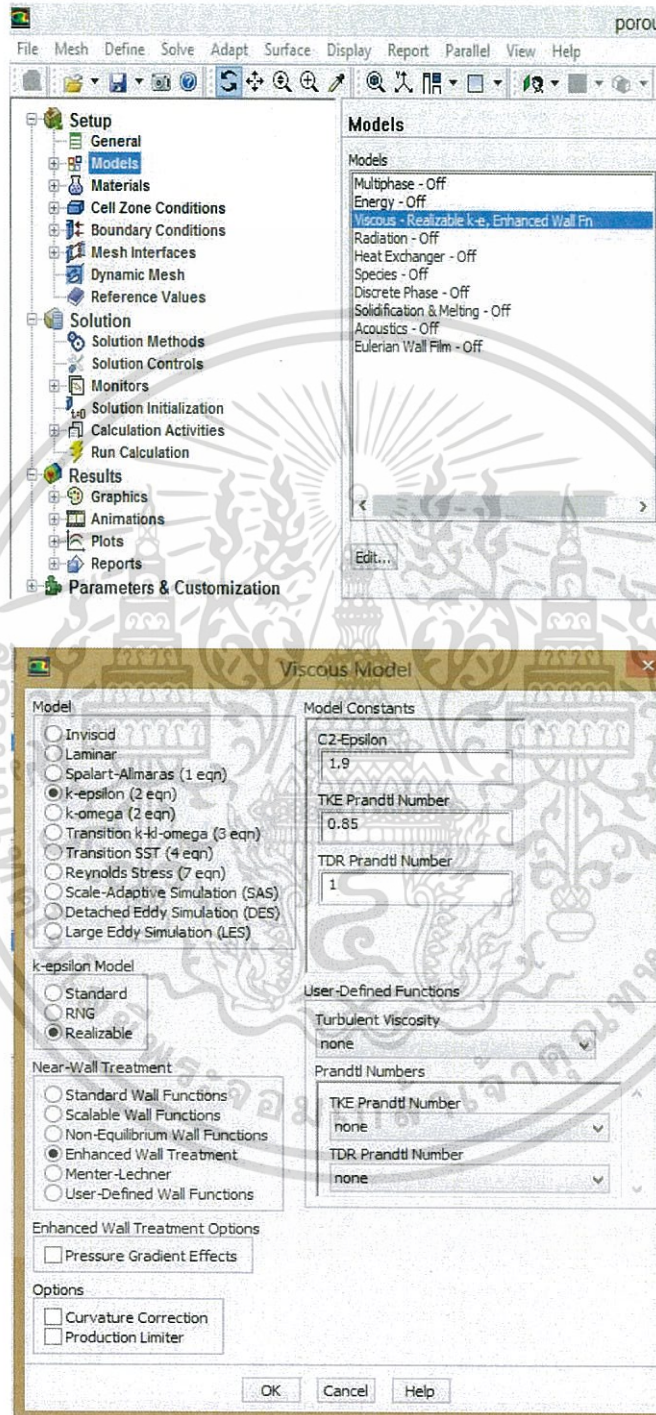 porou
File Mesh Define Solve Adapt Surface Display Report Parallel View Help
Setup
General
Models
Materials
Cell Zone Conditions
Boundary Conditions
Mesh Interfaces
Dynamic Mesh
Reference Values
Solution
Solution Methods
Solution Controls
Monitors
Solution Initialization
Calculation Activities
Run Calculation
Results
Graphics
Animations
Plots
Reports
Parameters & Customization
Models
Models
Multiphase - Off
Energy - Off
Viscous - Realizable k-e, Enhanced Wall Fn
Radiation - Off
Heat Exchanger - Off
Species - Off
Discrete Phase - Off
Solidification & Melting - Off
Acoustics - Off
Eulerian Wall Film - Off
Edit...
Viscous Model
Model
Inviscid
Laminar
Spalart-Allmaras (1 eqn)
k-epsilon (2 eqn)
k-omega (2 eqn)
Transition k-kl-omega (3 eqn)
Transition SST (4 eqn)
Reynolds Stress (7 eqn)
Scale-Adaptive Simulation (SAS)
Detached Eddy Simulation (DES)
Large Eddy Simulation (LES)
k-epsilon Model
Standard
RNG
Realizable
Near-Wall Treatment
Standard Wall Functions
Scalable Wall Functions
Non-Equilibrium Wall Functions
Enhanced Wall Treatment
Menter-Lechner
User-Defined Wall Functions
Enhanced Wall Treatment Options
Pressure Gradient Effects
Options
Curvature Correction
Production Limiter
Model Constants
C2-Epsilon
1.9
TKE Prandtl Number
0.85
TDR Prandtl Number
1
User-Defined Functions
Turbulent Viscosity
none
Prandtl Numbers
TKE Prandtl Number
none
TDR Prandtl Number
none
OK Cancel Help